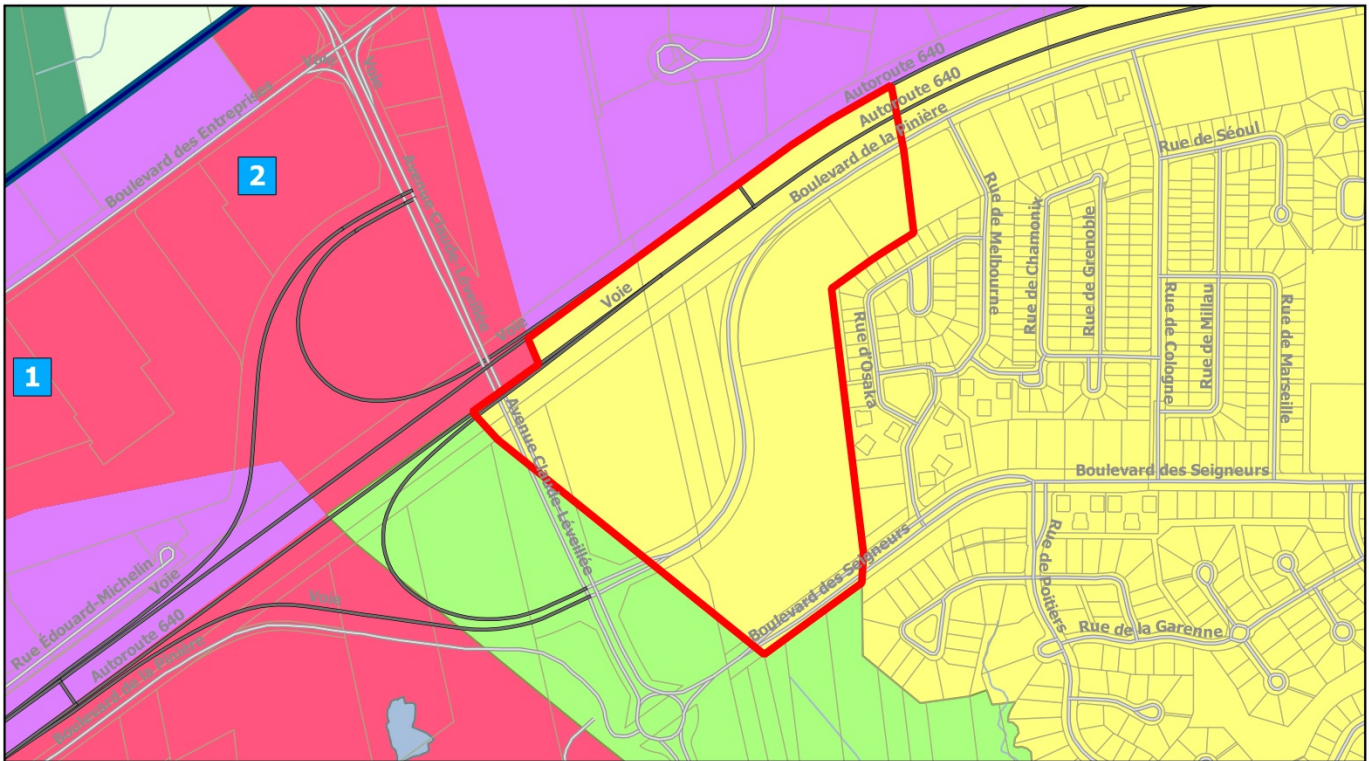 Autoroute 640
Autoroute 640
Boulevard de la Pinière
Voie
Voie
Boulevard des Entreprises
2
Avenue Claude-Léveillée
Rue de Séoul
Rue de Melbourne
Rue de Chamonix
Rue de Grenoble
Rue de Cologne
Rue de Millau
Rue de Marseille
Voie
Voie
Rue d'Osaka
1
Avenue Claude-Léveillée
Boulevard des Seigneurs
Boulevard des Seigneurs
Rue de Poitiers
Rue Édouard-Michelin
Voie
Voie
Autoroute 640
Boulevard de la Pinière
Rue de la Garenne